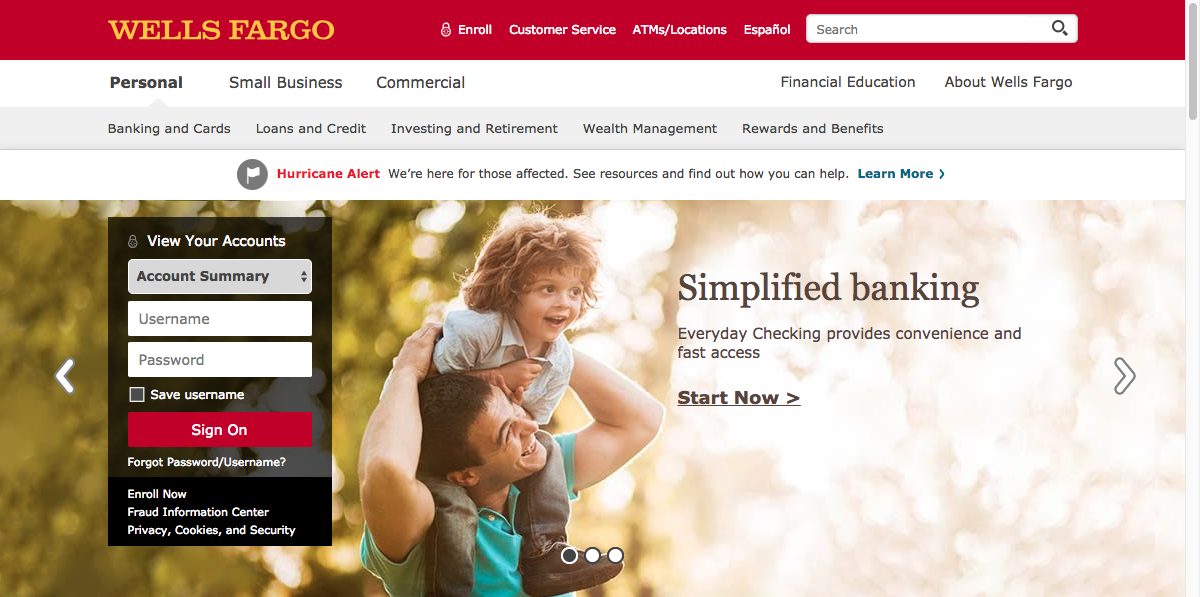 WELLS FARGO
Enroll
Customer Service
ATMs/Locations
Español
Search
Personal
Small Business
Commercial
Financial Education
About Wells Fargo
Banking and Cards
Loans and Credit
Investing and Retirement
Wealth Management
Rewards and Benefits
Hurricane Alert We’re here for those affected. See resources and find out how you can help. Learn More
View Your Accounts
Account Summary
Username
Password
Save username
Sign On
Forgot Password/Username?
Enroll Now
Fraud Information Center
Privacy, Cookies, and Security
Simplified banking
Everyday Checking provides convenience and
fast access
Start Now >